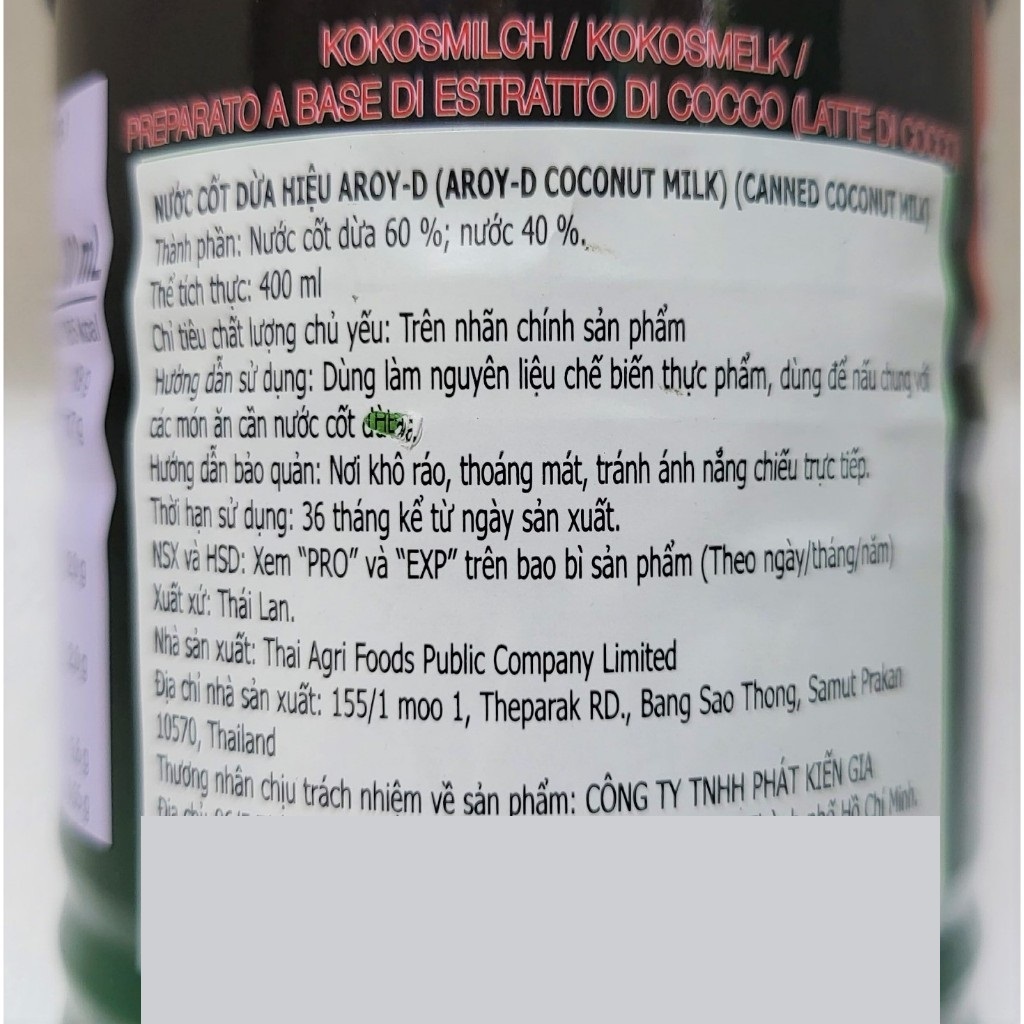 KOKOSMILCH / KOKOSMELK /
PREPARATO A BASE DI ESTRATTO DI COCCO (LATTE DI COCCO)
NƯỚC CỐT DỪA HIỆU AROY-D (AROY-D COCONUT MILK) (CANNED COCONUT MILK)
Thành phần: Nước cốt dừa 60 %; nước 40 %.
Thể tích thực: 400 ml
Chỉ tiêu chất lượng chủ yếu: Trên nhãn chính sản phẩm
Hướng dẫn sử dụng: Dùng làm nguyên liệu chế biến thực phẩm, dùng để nấu chung với
các món ăn cần nước cốt
Hướng dẫn bảo quản: Nơi khô ráo, thoáng mát, tránh ánh nắng chiếu trực tiếp.
Thời hạn sử dụng: 36 tháng kể từ ngày sản xuất.
NSX và HSD: Xem "PRO" và "EXP" trên bao bì sản phẩm (Theo ngày/tháng/năm)
Xuất xứ: Thái Lan.
Nhà sản xuất: Thai Agri Foods Public Company Limited
Địa chỉ nhà sản xuất: 155/1 moo 1, Theparak RD., Bang Sao Thong, Samut Prakan
10570, Thailand
Thương nhân chịu trách nhiệm về sản phẩm: CÔNG TY TNHH PHÁT KIẾN GIA
Địa chỉ: phố Hồ Chí Minh.